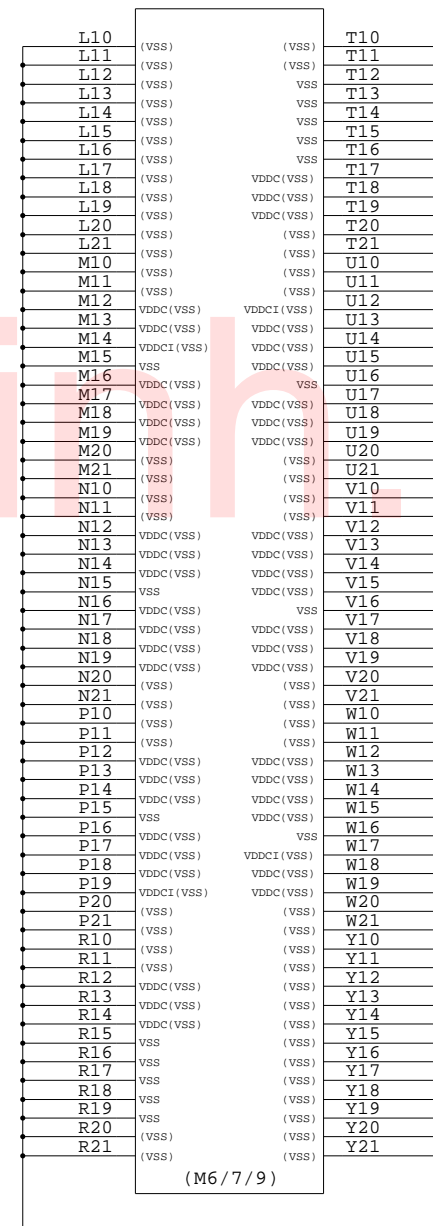 L10 (VSS) (VSS) T10
L11 (VSS) (VSS) T11
L12 (VSS) VSS T12
L13 (VSS) VSS T13
L14 (VSS) VSS T14
L15 (VSS) VSS T15
L16 (VSS) VSS T16
L17 (VSS) VDDC(VSS) T17
L18 (VSS) VDDC(VSS) T18
L19 (VSS) VDDC(VSS) T19
L20 (VSS) (VSS) T20
L21 (VSS) (VSS) T21
M10 (VSS) (VSS) U10
M11 (VSS) (VSS) U11
M12 VDDC(VSS) VDDCI(VSS) U12
M13 VDDC(VSS) VDDC(VSS) U13
M14 VDDCI(VSS) VDDC(VSS) U14
M15 VSS VDDC(VSS) U15
M16 VDDC(VSS) VSS U16
M17 VDDC(VSS) VDDC(VSS) U17
M18 VDDC(VSS) VDDC(VSS) U18
M19 VDDC(VSS) VDDC(VSS) U19
M20 (VSS) (VSS) U20
M21 (VSS) (VSS) U21
N10 (VSS) (VSS) V10
N11 (VSS) (VSS) V11
N12 VDDC(VSS) VDDC(VSS) V12
N13 VDDC(VSS) VDDC(VSS) V13
N14 VDDC(VSS) VDDC(VSS) V14
N15 VSS VDDC(VSS) V15
N16 VDDC(VSS) VSS V16
N17 VDDC(VSS) VDDC(VSS) V17
N18 VDDC(VSS) VDDC(VSS) V18
N19 VDDC(VSS) VDDC(VSS) V19
N20 (VSS) (VSS) V20
N21 (VSS) (VSS) V21
P10 (VSS) (VSS) W10
P11 (VSS) (VSS) W11
P12 VDDC(VSS) VDDC(VSS) W12
P13 VDDC(VSS) VDDC(VSS) W13
P14 VDDC(VSS) VDDC(VSS) W14
P15 VSS VDDC(VSS) W15
P16 VDDC(VSS) VSS W16
P17 VDDC(VSS) VDDCI(VSS) W17
P18 VDDC(VSS) VDDC(VSS) W18
P19 VDDCI(VSS) VDDC(VSS) W19
P20 (VSS) (VSS) W20
P21 (VSS) (VSS) W21
R10 (VSS) (VSS) Y10
R11 (VSS) (VSS) Y11
R12 VDDC(VSS) (VSS) Y12
R13 VDDC(VSS) (VSS) Y13
R14 VDDC(VSS) (VSS) Y14
R15 VSS (VSS) Y15
R16 VSS (VSS) Y16
R17 VSS (VSS) Y17
R18 VSS (VSS) Y18
R19 VSS (VSS) Y19
R20 (VSS) (VSS) Y20
R21 (VSS) (VSS) Y21
(M6/7/9)
inh.